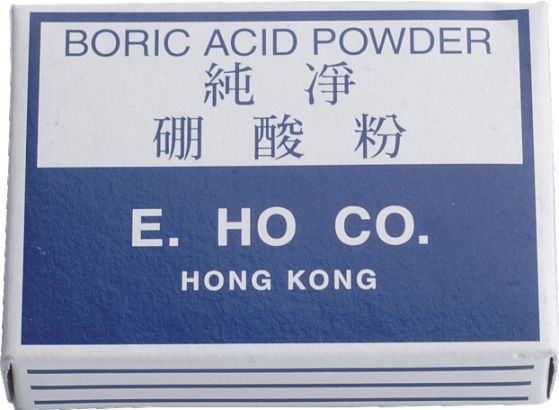 BORIC ACID POWDER
純 淨
硼 酸 粉
E. HO CO.
HONG KONG